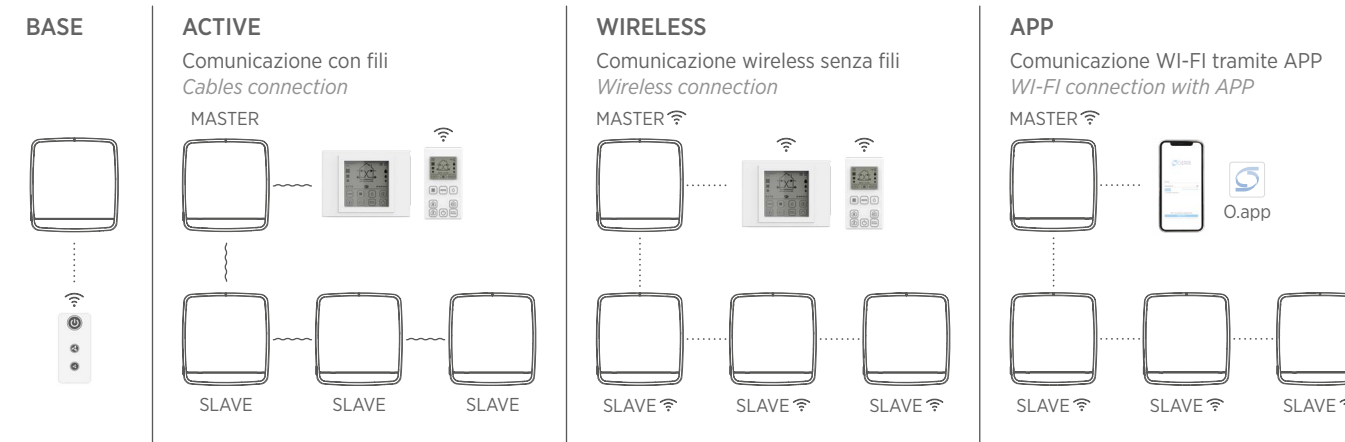 BASE
ACTIVE
Comunicazione con fili
Cables connection
MASTER
SLAVE
SLAVE
SLAVE
WIRELESS
Comunicazione wireless senza fili
Wireless connection
MASTER
SLAVE
SLAVE
SLAVE
APP
Comunicazione WI-FI tramite APP
WI-FI connection with APP
MASTER
O.app
SLAVE
SLAVE
SLAVE